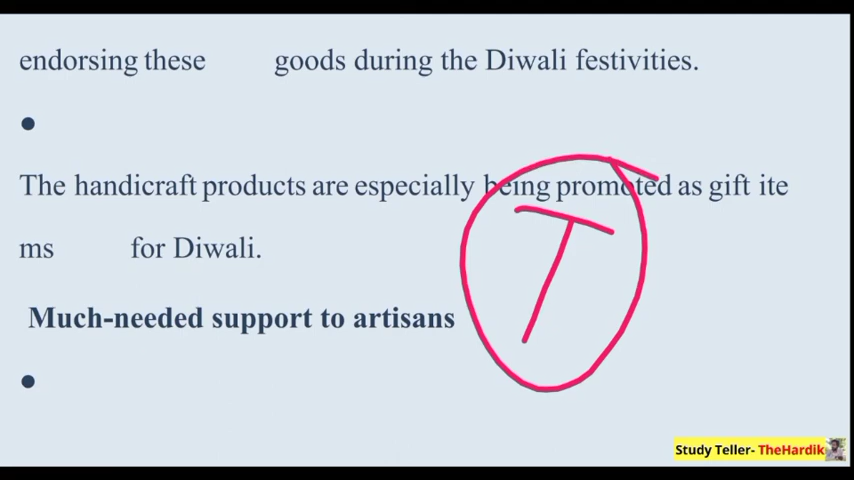 endorsing these goods during the Diwali festivities.
•
The handicraft products are especially being promoted as gift ite
ms for Diwali.
Much-needed support to artisans
T
•
Study Teller- TheHardik